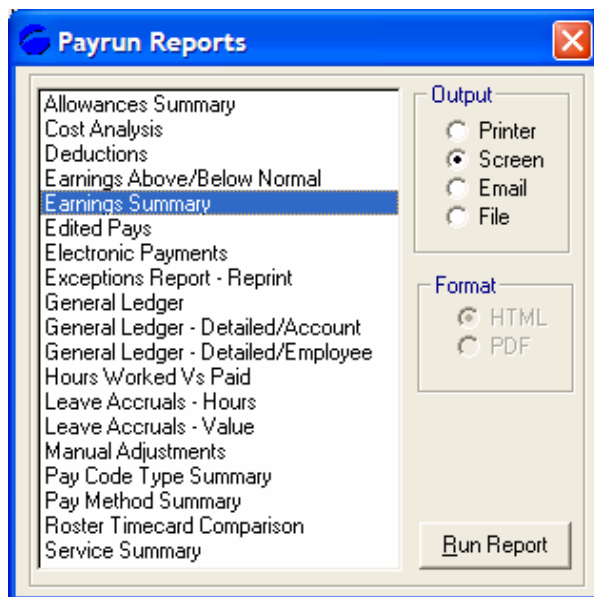 Payrun Reports
Allowances Summary
Cost Analysis
Deductions
Earnings Above/Below Normal
Earnings Summary
Edited Pays
Electronic Payments
Exceptions Report - Reprint
General Ledger
General Ledger - Detailed/Account
General Ledger - Detailed/Employee
Hours Worked Vs Paid
Leave Accruals - Hours
Leave Accruals - Value
Manual Adjustments
Pay Code Type Summary
Pay Method Summary
Roster Timecard Comparison
Service Summary
Output
Printer
Screen
Email
File
Format
HTML
PDF
Run Report